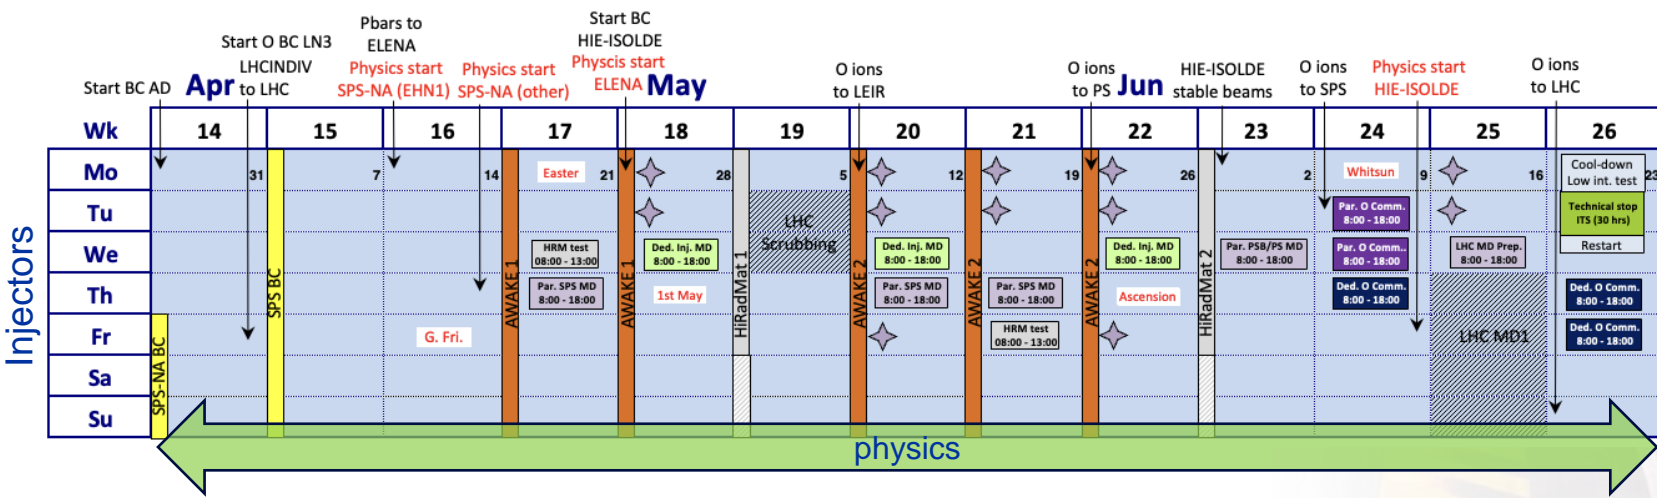 Start BC AD
Apr
Start O BC LN3
LHCINDIV
to LHC
Pbars to
ELENA
Physics start
SPS-NA (EHN1)
Physics start
SPS-NA (other)
Start BC
HIE-ISOLDE
Physcis start
ELENA
May
O ions
to LEIR
O ions
to PS
Jun
HIE-ISOLDE
stable beams
O ions
to SPS
Physics start
HIE-ISOLDE
O ions
to LHC
Wk 14 15 16 17 18 19 20 21 22 23 24 25 26
Injectors
Mo 31 7 14 Easter 21 28 5 12 19 26 2 Whitsun 9 16 23
Cool-down
Low int. test
Tu
Par. O Comm.
8:00 - 18:00
Technical stop
ITS (30 hrs)
LHC
Scrubbing
We
HRM test
08:00 - 13:00
Ded. Inj. MD
8:00 - 18:00
Ded. Inj. MD
8:00 - 18:00
Ded. Inj. MD
8:00 - 18:00
Par. PSB/PS MD
8:00 - 18:00
Par. O Comm..
8:00 - 18:00
LHC MD Prep.
8:00 - 18:00
Restart
Th
Par. SPS MD
8:00 - 18:00
1st May
Par. SPS MD
8:00 - 18:00
Par. SPS MD
8:00 - 18:00
Ascension
Ded. O Comm.
8:00 - 18:00
Ded. O Comm.
8:00 - 18:00
Fr
G. Fri.
HRM test
08:00 - 13:00
LHC MD1
Ded. O Comm.
8:00 - 18:00
Sa
Su
SPS-NA BC
SPS BC
AWAKE 1
AWAKE 1
HiRadMat 1
AWAKE 2
AWAKE 2
AWAKE 2
HiRadMat 2
physics